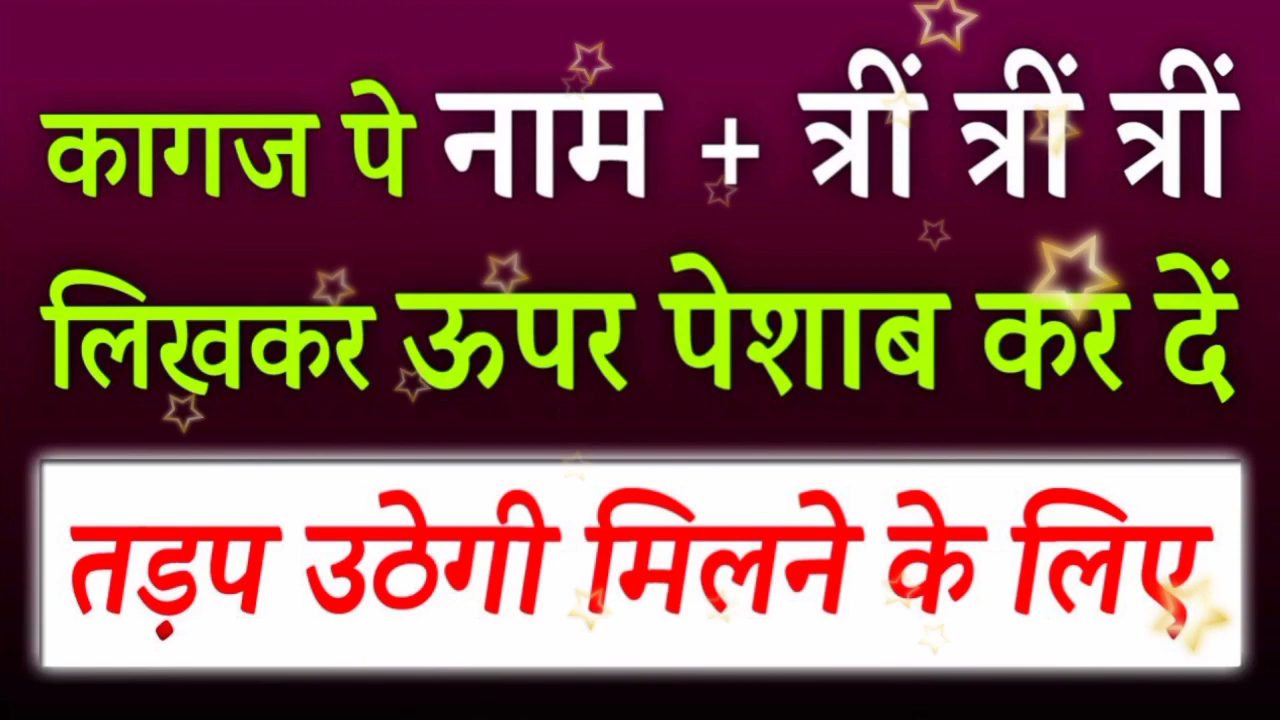 कागज पे नाम + त्रीं त्रीं त्रीं
लिखकर ऊपर पेशाब कर दें
तड़प उठेगी मिलने के लिए